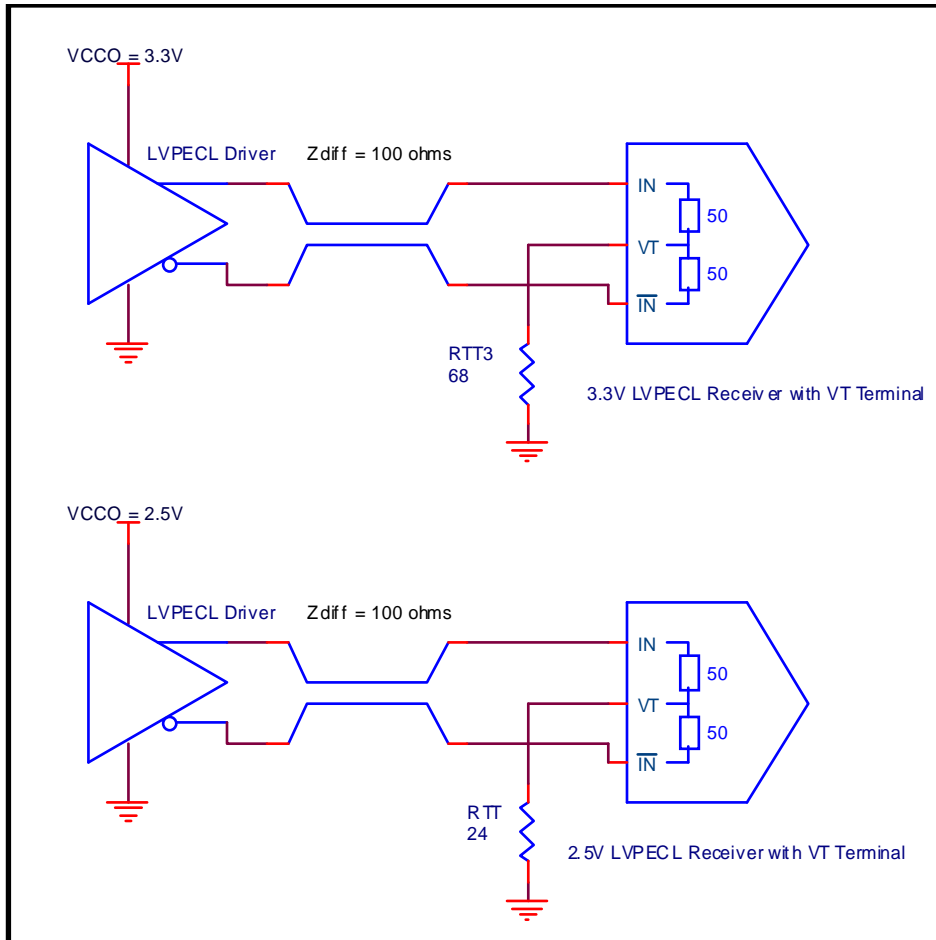 VCCO = 3.3V
LVPECL Driver
Zdiff = 100 ohms
IN
50
VT
50
IN
RTT3
68
3.3V LVPECL Receiver with VT Terminal
VCCO = 2.5V
LVPECL Driver
Zdiff = 100 ohms
IN
50
VT
50
IN
RTT
24
2.5V LVPECL Receiver with VT Terminal